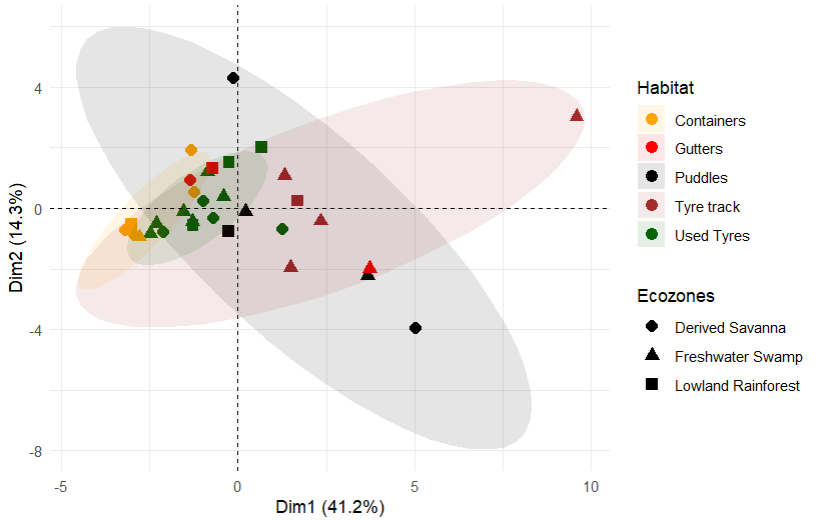 4
0
-4
-8
Dim2 (14.3%)
-5
0
5
10
Dim1 (41.2%)
Habitat
Containers
Gutters
Puddles
Tyre track
Used Tyres
Ecozones
Derived Savanna
Freshwater Swamp
Lowland Rainforest